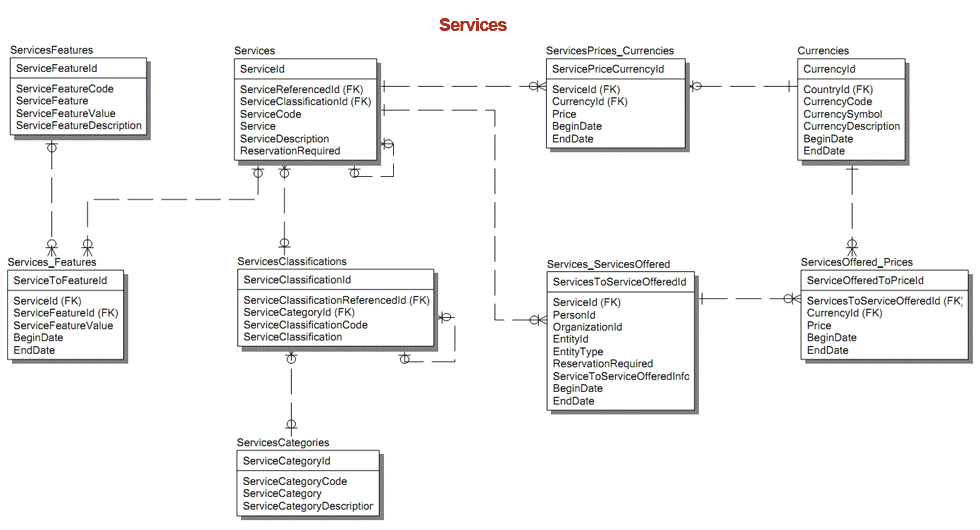 Services
ServicesFeatures
ServiceFeatureId
ServiceFeatureCode
ServiceFeature
ServiceFeatureValue
ServiceFeatureDescription
Services
ServiceId
ServiceReferencedId (FK)
ServiceClassificationId (FK)
ServiceCode
Service
ServiceDescription
ReservationRequired
ServicesPrices_Currencies
ServicePriceCurrencyId
ServiceId (FK)
CurrencyId (FK)
Price
BeginDate
EndDate
Currencies
CurrencyId
CountryId (FK)
CurrencyCode
CurrencySymbol
CurrencyDescription
BeginDate
EndDate
Services_Features
ServiceToFeatureId
ServiceId (FK)
ServiceFeatureId (FK)
ServiceFeatureValue
BeginDate
EndDate
ServicesClassifications
ServiceClassificationId
ServiceClassificationReferencedId (FK)
ServiceCategoryId (FK)
ServiceClassificationCode
ServiceClassification
Services_ServicesOffered
ServicesToServiceOfferedId
ServiceId (FK)
PersonId
OrganizationId
EntityId
EntityType
ReservationRequired
ServiceToServiceOfferedInfo
BeginDate
EndDate
ServicesOffered_Prices
ServiceOfferedToPriceId
ServicesToServiceOfferedId (FK)
CurrencyId (FK)
Price
BeginDate
EndDate
ServicesCategories
ServiceCategoryId
ServiceCategoryCode
ServiceCategory
ServiceCategoryDescription